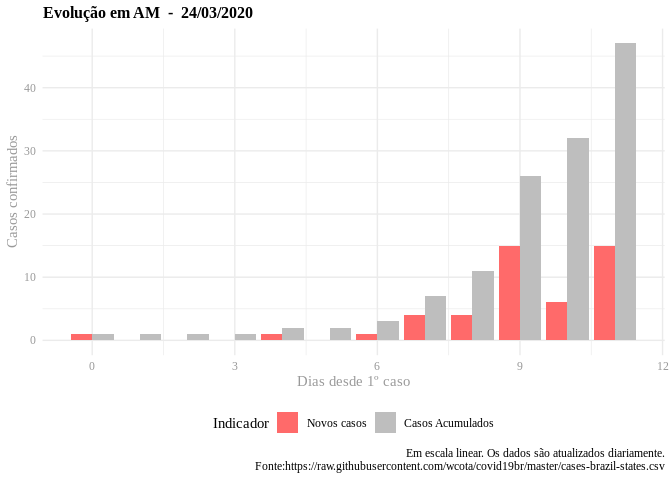 Evolução em AM  -  24/03/2020
Casos confirmados
40
30
20
10
0
0 3 6 9 12
Dias desde 1º caso
Indicador Novos casos Casos Acumulados
Em escala linear. Os dados são atualizados diariamente.
Fonte:https://raw.githubusercontent.com/wcota/covid19br/master/cases-brazil-states.csv